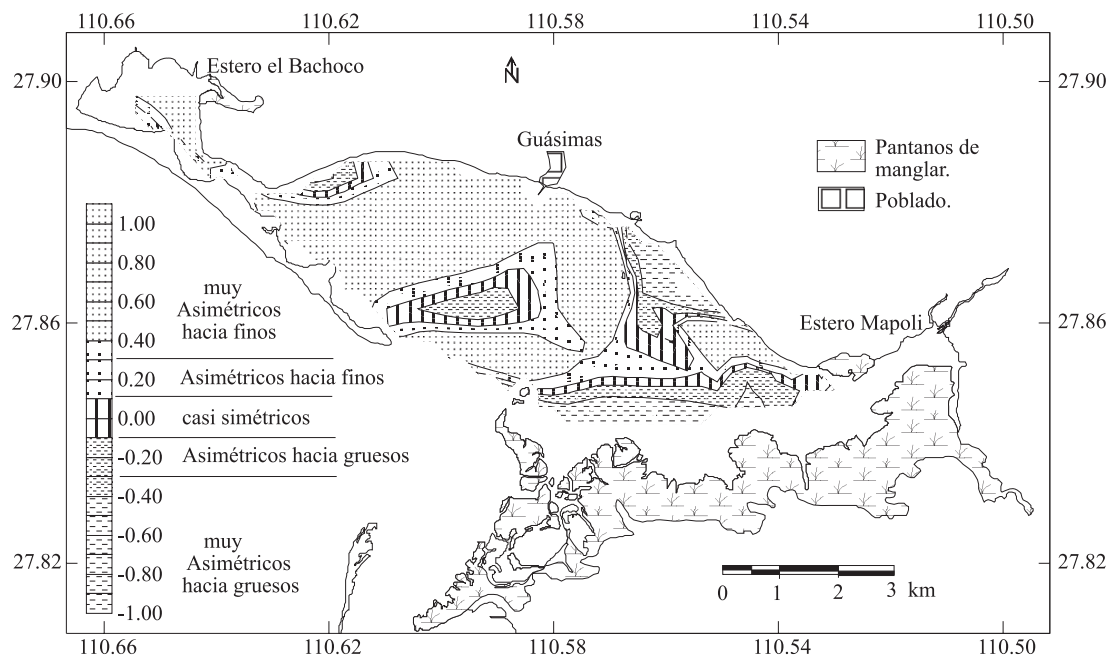 110.66 110.62 110.58 110.54 110.50
27.90 Estero el Bachoco 27.90
N
Guásimas
Pantanos de
manglar.
Poblado.
1.00
0.80
muy
0.60 Asimétricos
hacia finos
0.40
0.20 Asimétricos hacia finos
0.00 casi simétricos
-0.20 Asimétricos hacia gruesos
-0.40
-0.60 muy
Asimétricos
-0.80 hacia gruesos
-1.00
27.86 Estero Mapoli 27.86
27.82 27.82
0 1 2 3 km
110.66 110.62 110.58 110.54 110.50